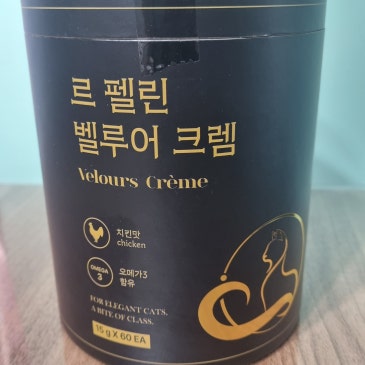 르 펠린
벨루어 크렘
Velours Crème
치킨맛
chicken
OMEGA
3
오메가3
함유
FOR ELEGANT CATS.
A BITE OF CLASS.
15 g X 60 EA